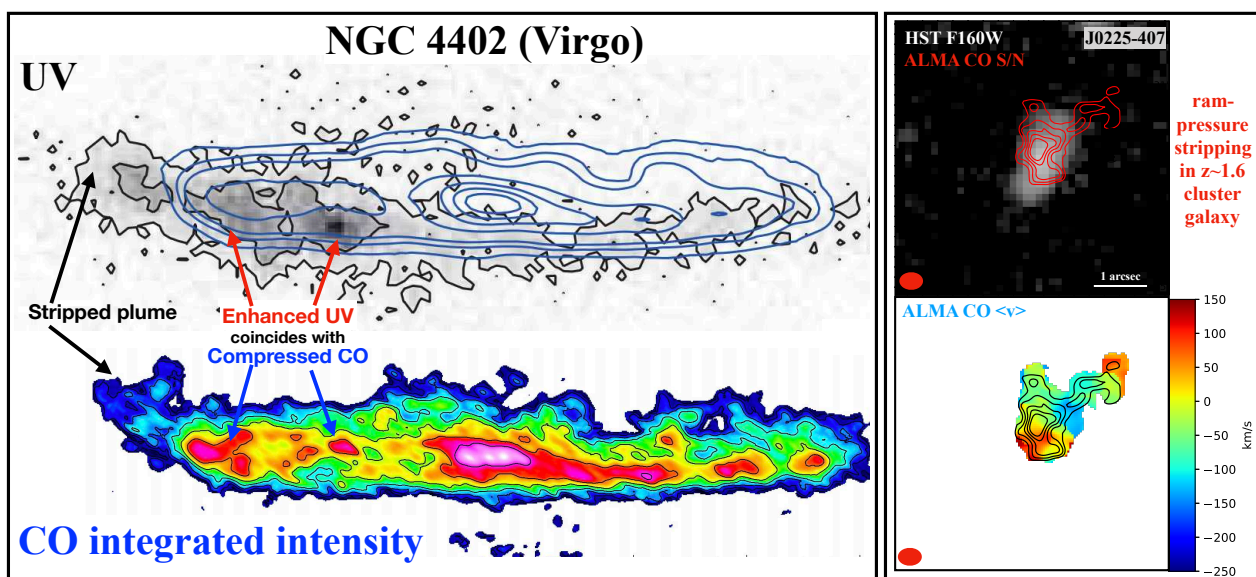 NGC 4402 (Virgo)
UV
Stripped plume
Enhanced UV
coincides with
Compressed CO
CO integrated intensity
HST F160W
J0225-407
ALMA CO S/N
ram-
pressure
stripping
in z~1.6
cluster
galaxy
1 arcsec
ALMA CO <v>
150
100
50
0
−50
−100
−150
−200
−250
km/s